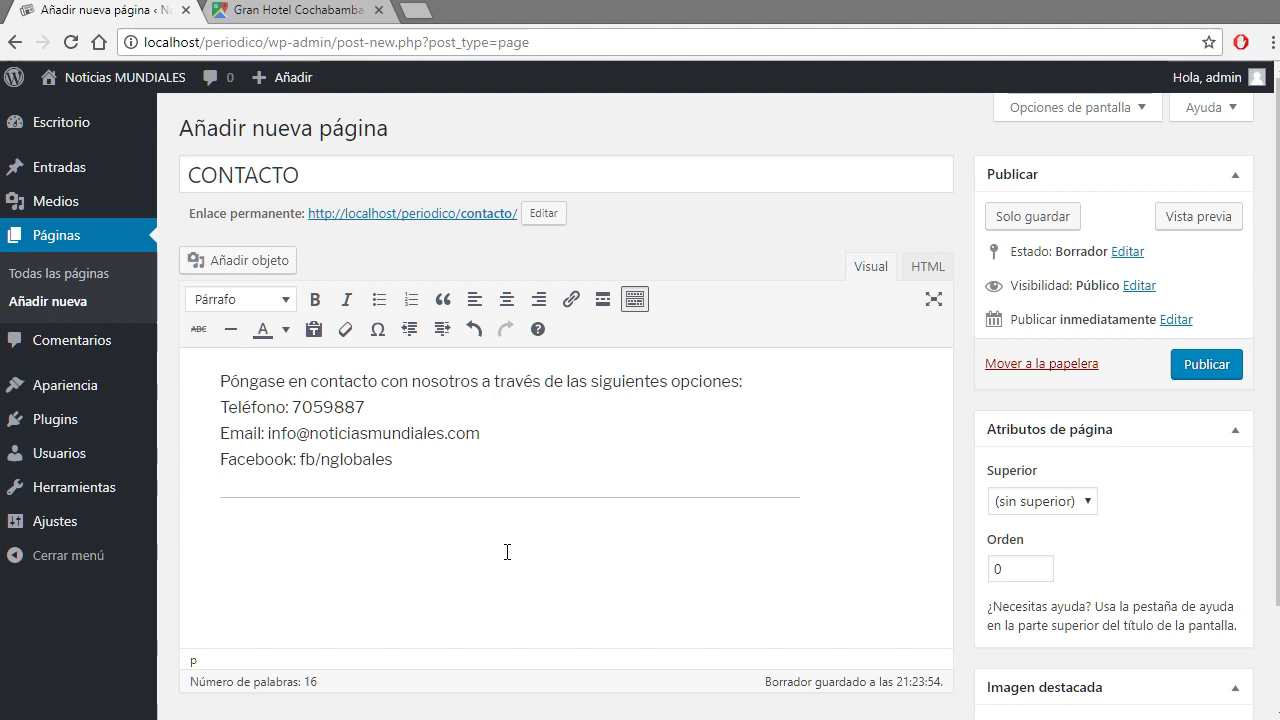 Añadir nueva página ‹ N
Gran Hotel Cochabamba
localhost/periodico/wp-admin/post-new.php?post_type=page
Noticias MUNDIALES
0
Añadir
Hola, admin
Opciones de pantalla
Ayuda
Escritorio
Entradas
Medios
Páginas
Todas las páginas
Añadir nueva
Comentarios
Apariencia
Plugins
Usuarios
Herramientas
Ajustes
Cerrar menú
Añadir nueva página
CONTACTO
Enlace permanente: http://localhost/periodico/contacto/ Editar
Añadir objeto
Visual
HTML
Párrafo
B
I
ABC
A
Ω
Póngase en contacto con nosotros a través de las siguientes opciones:
Teléfono: 7059887
Email: info@noticiasmundiales.com
Facebook: fb/nglobales
p
Número de palabras: 16
Borrador guardado a las 21:23:54.
Publicar
Solo guardar
Vista previa
Estado: Borrador Editar
Visibilidad: Público Editar
Publicar inmediatamente Editar
Mover a la papelera
Publicar
Atributos de página
Superior
(sin superior)
Orden
0
¿Necesitas ayuda? Usa la pestaña de ayuda
en la parte superior del título de la pantalla.
Imagen destacada